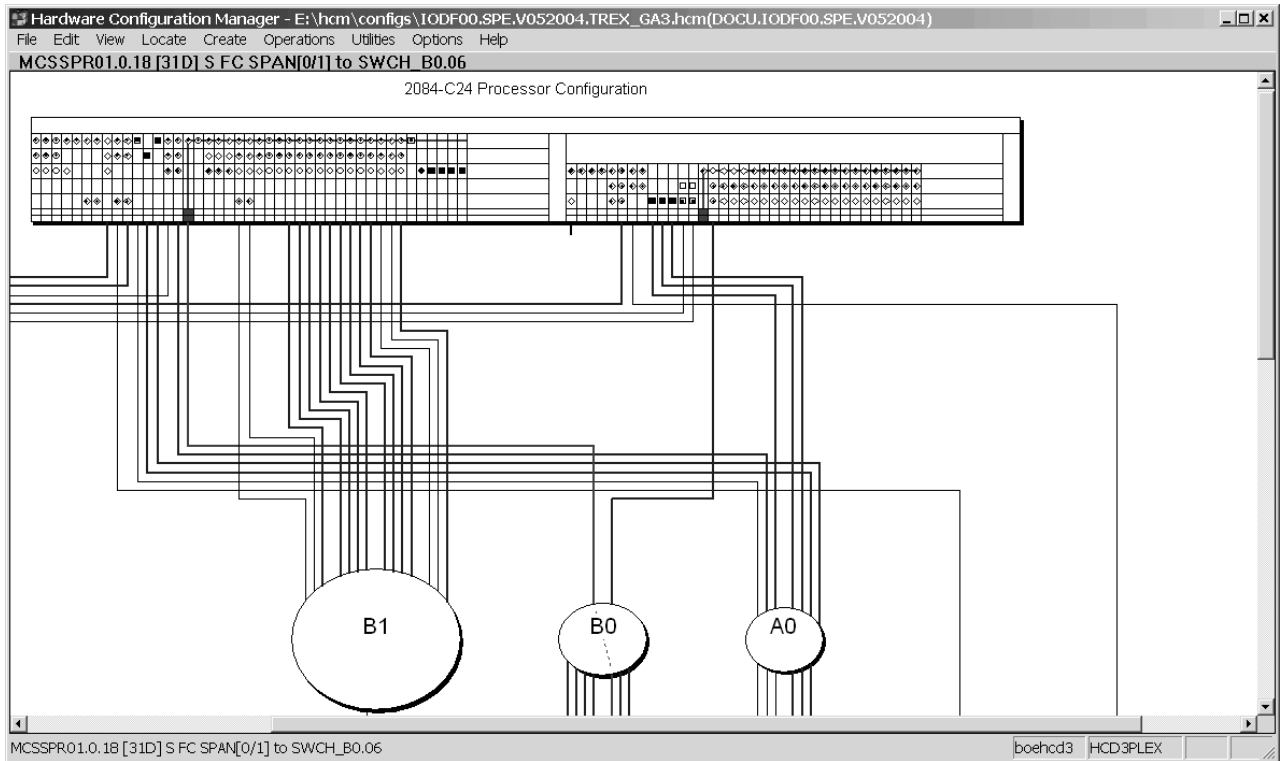 Hardware Configuration Manager - E:\hcm\configs\IODF00.SPE.V052004.TREX_GA3.hcm(DOCU.IODF00.SPE.V052004)
File Edit View Locate Create Operations Utilities Options Help
MCSSPR01.0.18 [31D] S FC SPAN[0/1] to SWCH_B0.06
2084-C24 Processor Configuration
B1 B0 A0
MCSSPR01.0.18 [31D] S FC SPAN[0/1] to SWCH_B0.06 boehcd3 HCD3PLEX